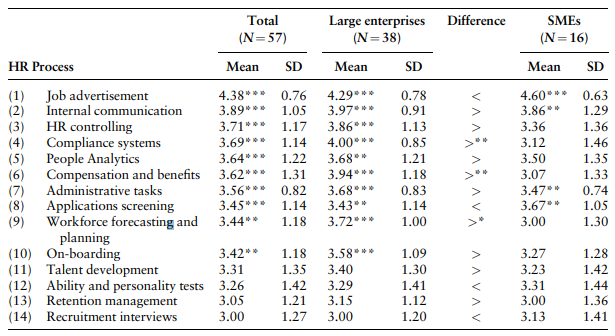 Total Large enterprises Difference SMEs
(N = 57) (N = 38) (N = 16)
HR Process Mean SD Mean SD Mean SD
(1) Job advertisement 4.38*** 0.76 4.29*** 0.78 < 4.60*** 0.63
(2) Internal communication 3.89*** 1.05 3.97*** 0.91 > 3.86** 1.29
(3) HR controlling 3.71*** 1.17 3.86*** 1.13 > 3.36 1.36
(4) Compliance systems 3.69*** 1.14 4.00*** 0.85 >** 3.12 1.46
(5) People Analytics 3.64*** 1.22 3.68** 1.21 > 3.50 1.35
(6) Compensation and benefits 3.62*** 1.31 3.94*** 1.18 >** 3.07 1.33
(7) Administrative tasks 3.56*** 0.82 3.68*** 0.83 > 3.47** 0.74
(8) Applications screening 3.45*** 1.14 3.43** 1.14 < 3.67** 1.05
(9) Workforce forecasting and 3.44** 1.18 3.72*** 1.00 >* 3.00 1.30
planning
(10) On-boarding 3.42** 1.18 3.58*** 1.09 > 3.27 1.28
(11) Talent development 3.31 1.35 3.40 1.30 > 3.23 1.42
(12) Ability and personality tests 3.26 1.42 3.29 1.41 < 3.31 1.44
(13) Retention management 3.05 1.21 3.15 1.12 > 3.00 1.36
(14) Recruitment interviews 3.00 1.27 3.00 1.20 < 3.13 1.41